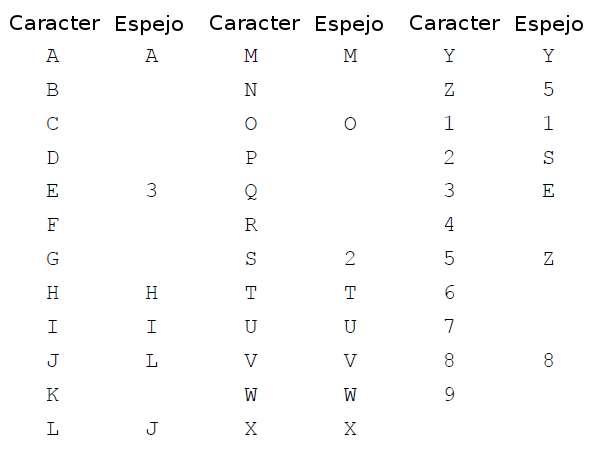 Caracter Espejo Caracter Espejo Caracter Espejo
A A M M Y Y
B N Z 5
C O O 1 1
D P 2 S
E 3 Q 3 E
F R 4
G S 2 5 Z
H H T T 6
I I U U 7
J L V V 8 8
K W W 9
L J X X